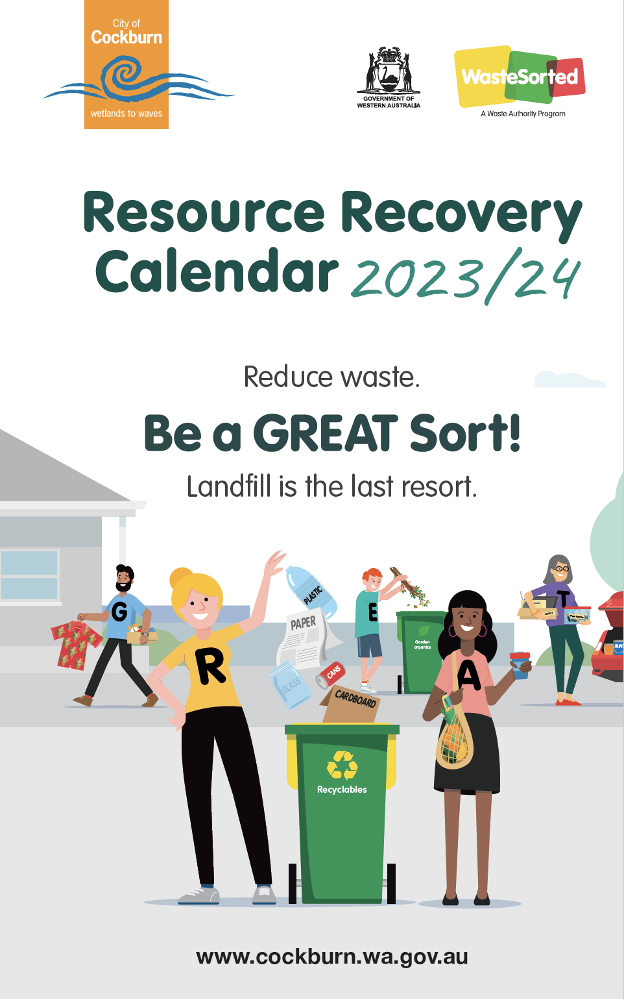 City of
Cockburn
wetlands to waves
GOVERNMENT OF
WESTERN AUSTRALIA
WasteSorted
A Waste Authority Program
Resource Recovery
Calendar 2023/24
Reduce waste.
Be a GREAT Sort!
Landfill is the last resort.
G
R
E
A
T
PLASTIC
PAPER
GLASS
CANS
CARDBOARD
Garden
organics
PAINT
Recyclables
www.cockburn.wa.gov.au